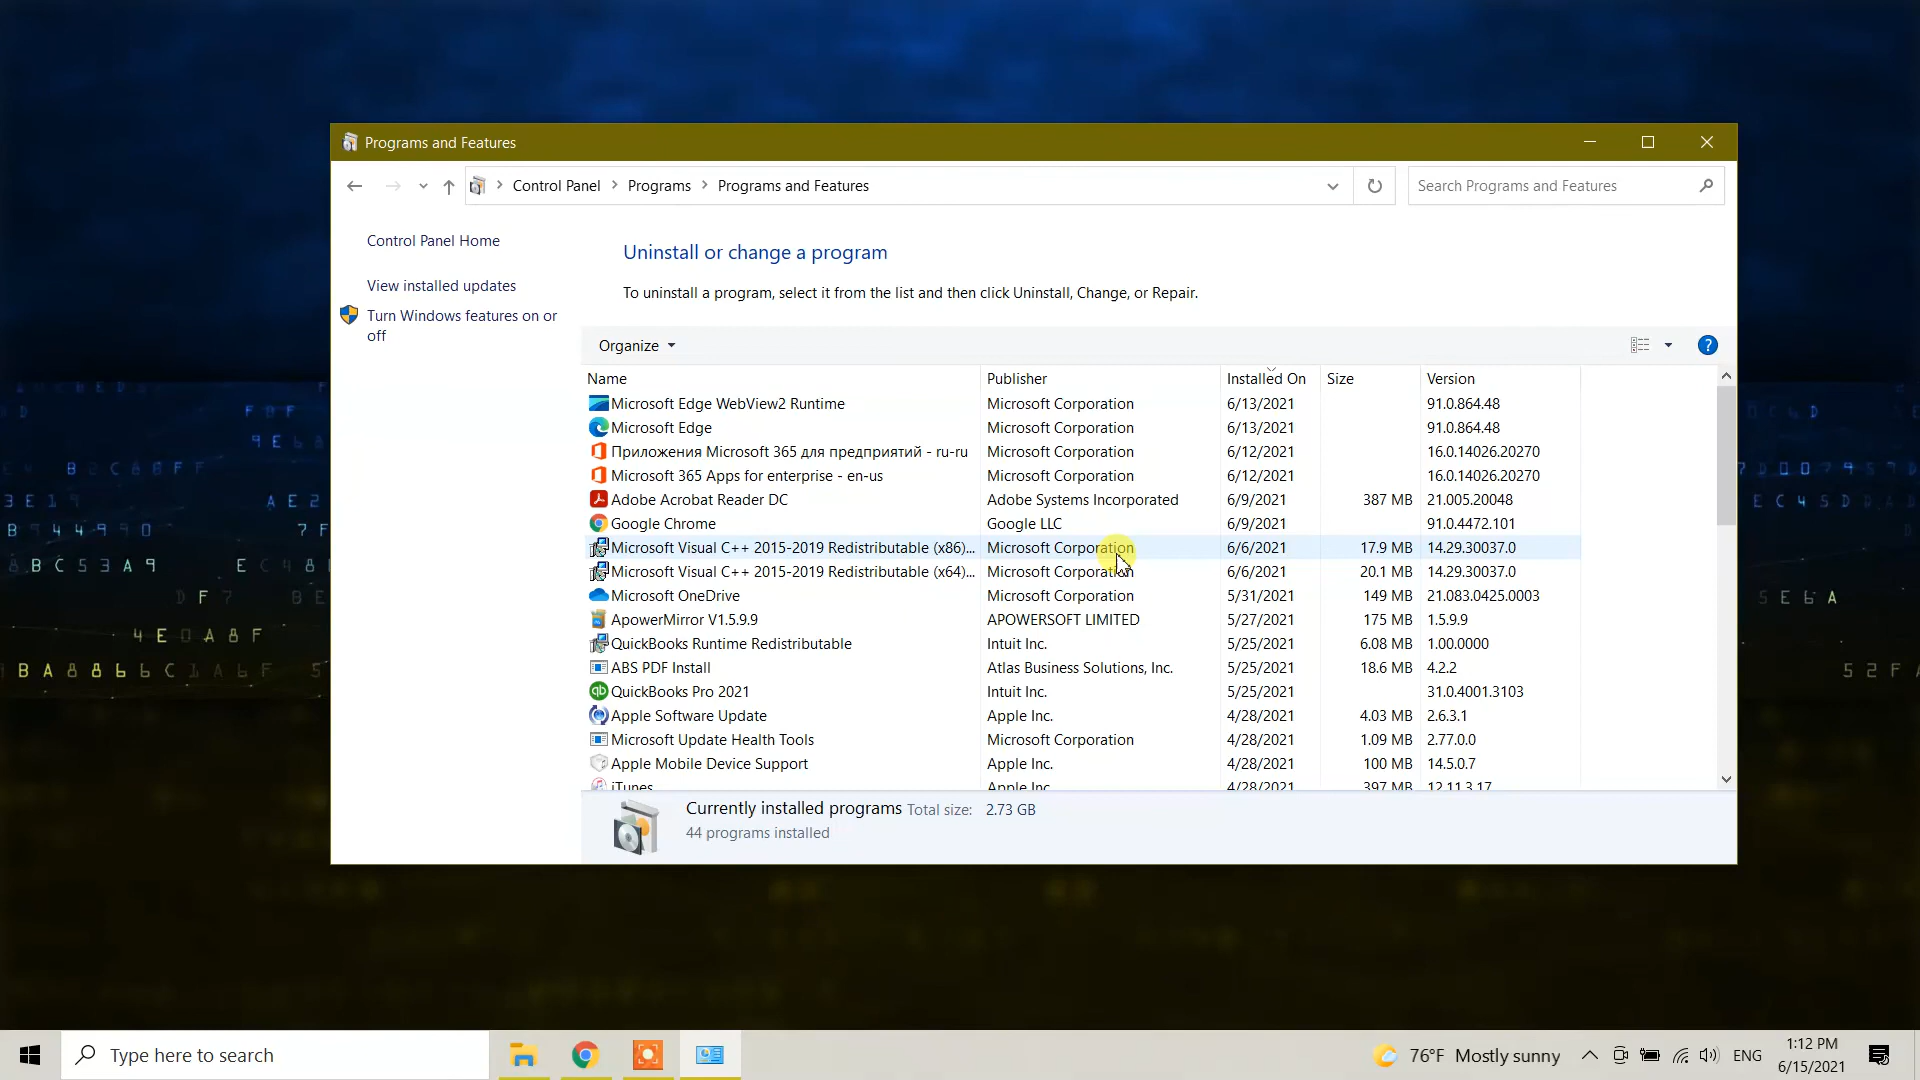 Programs and Features
Control Panel > Programs > Programs and Features
Search Programs and Features
Control Panel Home
View installed updates
Turn Windows features on or
off
Uninstall or change a program
To uninstall a program, select it from the list and then click Uninstall, Change, or Repair.
Organize
?
Name Publisher Installed On Size Version
Microsoft Edge WebView2 Runtime Microsoft Corporation 6/13/2021 91.0.864.48
Microsoft Edge Microsoft Corporation 6/13/2021 91.0.864.48
Приложения Microsoft 365 для предприятий - ru-ru Microsoft Corporation 6/12/2021 16.0.14026.20270
Microsoft 365 Apps for enterprise - en-us Microsoft Corporation 6/12/2021 16.0.14026.20270
Adobe Acrobat Reader DC Adobe Systems Incorporated 6/9/2021 387 MB 21.005.20048
Google Chrome Google LLC 6/9/2021 91.0.4472.101
Microsoft Visual C++ 2015-2019 Redistributable (x86)... Microsoft Corporation 6/6/2021 17.9 MB 14.29.30037.0
Microsoft Visual C++ 2015-2019 Redistributable (x64)... Microsoft Corporation 6/6/2021 20.1 MB 14.29.30037.0
Microsoft OneDrive Microsoft Corporation 5/31/2021 149 MB 21.083.0425.0003
ApowerMirror V1.5.9.9 APOWERSOFT LIMITED 5/27/2021 175 MB 1.5.9.9
QuickBooks Runtime Redistributable Intuit Inc. 5/25/2021 6.08 MB 1.00.0000
ABS PDF Install Atlas Business Solutions, Inc. 5/25/2021 18.6 MB 4.2.2
QuickBooks Pro 2021 Intuit Inc. 5/25/2021 31.0.4001.3103
Apple Software Update Apple Inc. 4/28/2021 4.03 MB 2.6.3.1
Microsoft Update Health Tools Microsoft Corporation 4/28/2021 1.09 MB 2.77.0.0
Apple Mobile Device Support Apple Inc. 4/28/2021 100 MB 14.5.0.7
iTunes Apple Inc. 4/28/2021 397 MB 12.11.3.17
Currently installed programs Total size: 2.73 GB
44 programs installed
Type here to search
76°F Mostly sunny
ENG
1:12 PM
6/15/2021